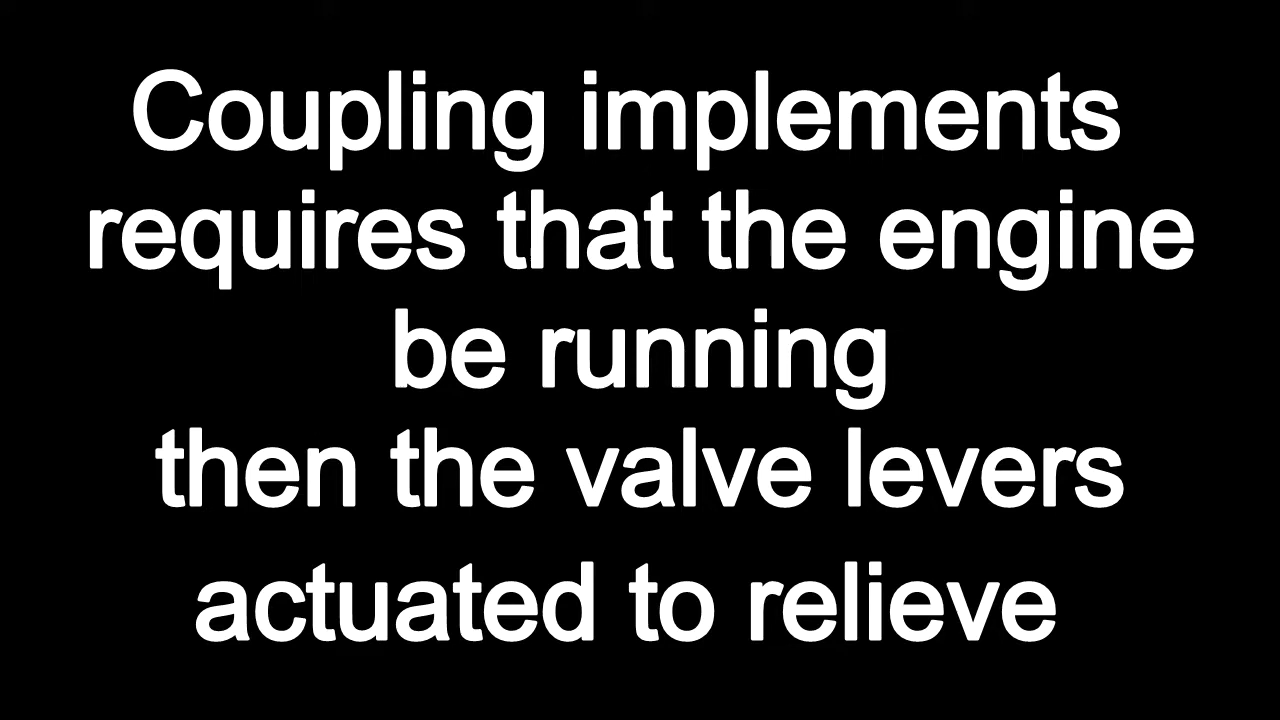 Coupling implements
requires that the engine
be running
then the valve levers
actuated to relieve